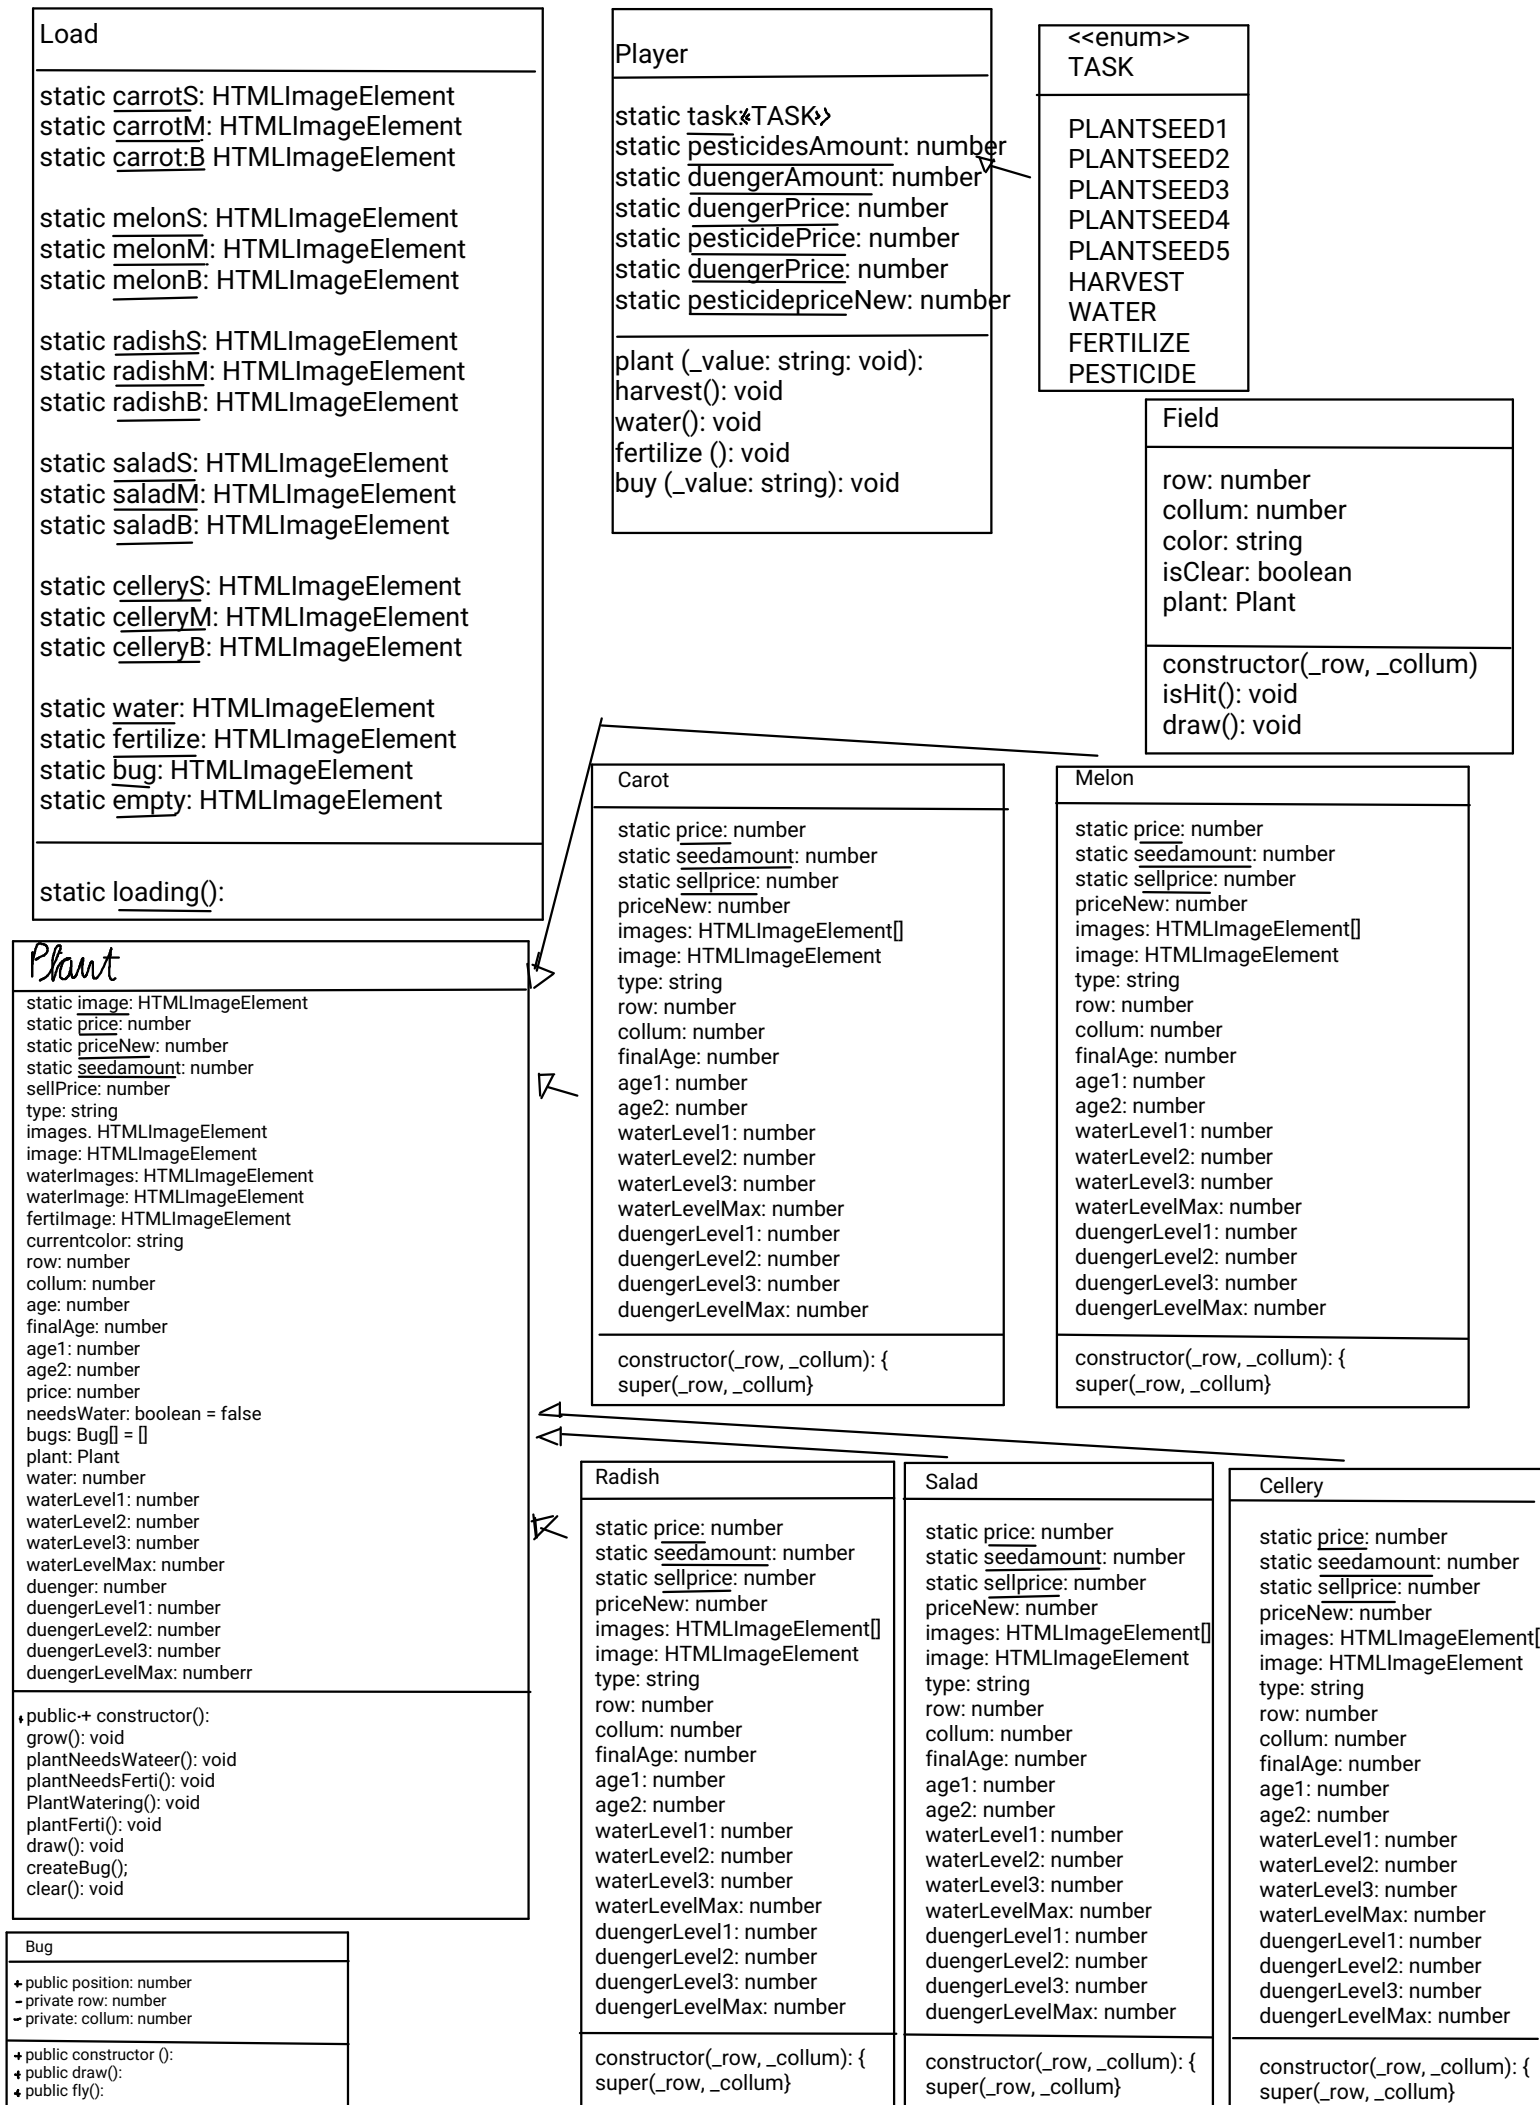 Load
static carrotS: HTMLImageElement
static carrotM: HTMLImageElement
static carrot:B HTMLImageElement
static melonS: HTMLImageElement
static melonM: HTMLImageElement
static melonB: HTMLImageElement
static radishS: HTMLImageElement
static radishM: HTMLImageElement
static radishB: HTMLImageElement
static saladS: HTMLImageElement
static saladM: HTMLImageElement
static saladB: HTMLImageElement
static celleryS: HTMLImageElement
static celleryM: HTMLImageElement
static celleryB: HTMLImageElement
static water: HTMLImageElement
static fertilize: HTMLImageElement
static bug: HTMLImageElement
static empty: HTMLImageElement
static loading():
Player
static task:«TASK»
static pesticidesAmount: number
static duengerAmount: number
static duengerPrice: number
static pesticidePrice: number
static duengerPrice: number
static pesticidepriceNew: number
plant (_value: string: void):
harvest(): void
water(): void
fertilize (): void
buy (_value: string): void
<<enum>>
TASK
PLANTSEED1
PLANTSEED2
PLANTSEED3
PLANTSEED4
PLANTSEED5
HARVEST
WATER
FERTILIZE
PESTICIDE
Field
row: number
collum: number
color: string
isClear: boolean
plant: Plant
constructor(_row, _collum)
isHit(): void
draw(): void
Plant
static image: HTMLImageElement
static price: number
static priceNew: number
static seedamount: number
sellPrice: number
type: string
images. HTMLImageElement
image: HTMLImageElement
waterImages: HTMLImageElement
waterImage: HTMLImageElement
fertiImage: HTMLImageElement
currentcolor: string
row: number
collum: number
age: number
finalAge: number
age1: number
age2: number
price: number
needsWater: boolean = false
bugs: Bug[] = []
plant: Plant
water: number
waterLevel1: number
waterLevel2: number
waterLevel3: number
waterLevelMax: number
duenger: number
duengerLevel1: number
duengerLevel2: number
duengerLevel3: number
duengerLevelMax: numberr
+ public + constructor():
grow(): void
plantNeedsWateer(): void
plantNeedsFerti(): void
PlantWatering(): void
plantFerti(): void
draw(): void
createBug();
clear(): void
Carot
static price: number
static seedamount: number
static sellprice: number
priceNew: number
images: HTMLImageElement[]
image: HTMLImageElement
type: string
row: number
collum: number
finalAge: number
age1: number
age2: number
waterLevel1: number
waterLevel2: number
waterLevel3: number
waterLevelMax: number
duengerLevel1: number
duengerLevel2: number
duengerLevel3: number
duengerLevelMax: number
constructor(_row, _collum): {
super(_row, _collum}
Melon
static price: number
static seedamount: number
static sellprice: number
priceNew: number
images: HTMLImageElement[]
image: HTMLImageElement
type: string
row: number
collum: number
finalAge: number
age1: number
age2: number
waterLevel1: number
waterLevel2: number
waterLevel3: number
waterLevelMax: number
duengerLevel1: number
duengerLevel2: number
duengerLevel3: number
duengerLevelMax: number
constructor(_row, _collum): {
super(_row, _collum}
Bug
+ public position: number
- private row: number
- private: collum: number
+ public constructor ():
+ public draw():
+ public fly():
Radish
static price: number
static seedamount: number
static sellprice: number
priceNew: number
images: HTMLImageElement[]
image: HTMLImageElement
type: string
row: number
collum: number
finalAge: number
age1: number
age2: number
waterLevel1: number
waterLevel2: number
waterLevel3: number
waterLevelMax: number
duengerLevel1: number
duengerLevel2: number
duengerLevel3: number
duengerLevelMax: number
constructor(_row, _collum): {
super(_row, _collum}
Salad
static price: number
static seedamount: number
static sellprice: number
priceNew: number
images: HTMLImageElement[]
image: HTMLImageElement
type: string
row: number
collum: number
finalAge: number
age1: number
age2: number
waterLevel1: number
waterLevel2: number
waterLevel3: number
waterLevelMax: number
duengerLevel1: number
duengerLevel2: number
duengerLevel3: number
duengerLevelMax: number
constructor(_row, _collum): {
super(_row, _collum}
Cellery
static price: number
static seedamount: number
static sellprice: number
priceNew: number
images: HTMLImageElement[
image: HTMLImageElement
type: string
row: number
collum: number
finalAge: number
age1: number
age2: number
waterLevel1: number
waterLevel2: number
waterLevel3: number
waterLevelMax: number
duengerLevel1: number
duengerLevel2: number
duengerLevel3: number
duengerLevelMax: number
constructor(_row, _collum): {
super(_row, _collum}